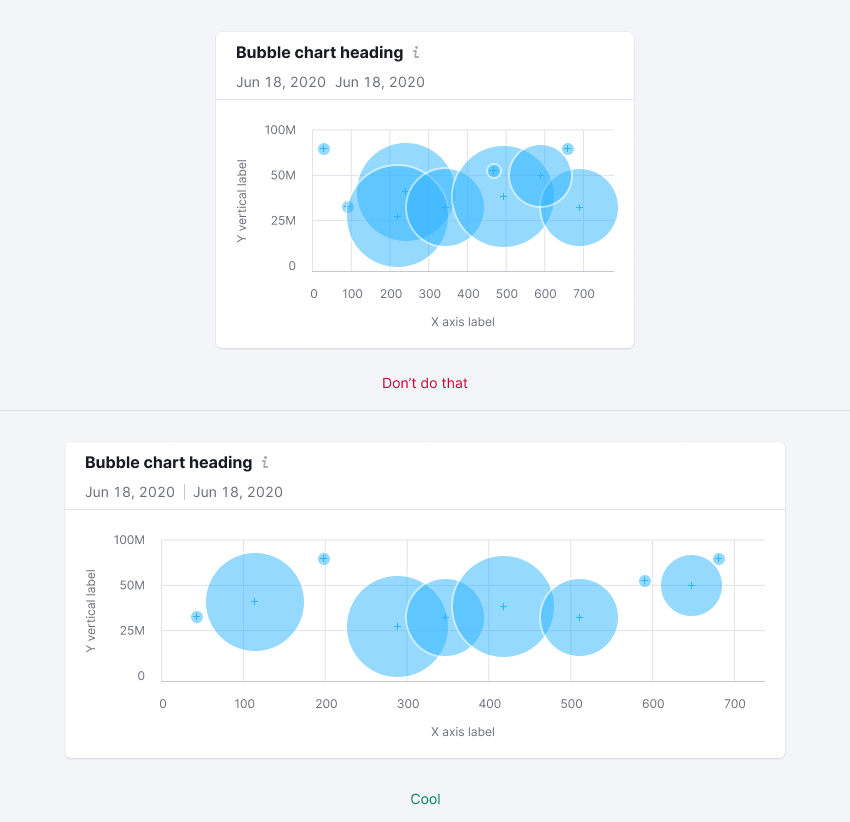 Bubble chart heading i
Jun 18, 2020 Jun 18, 2020
100M
50M
25M
0
Y vertical label
0 100 200 300 400 500 600 700
X axis label
Don’t do that
Bubble chart heading i
Jun 18, 2020 | Jun 18, 2020
100M
50M
25M
0
Y vertical label
0 100 200 300 400 500 600 700
X axis label
Cool